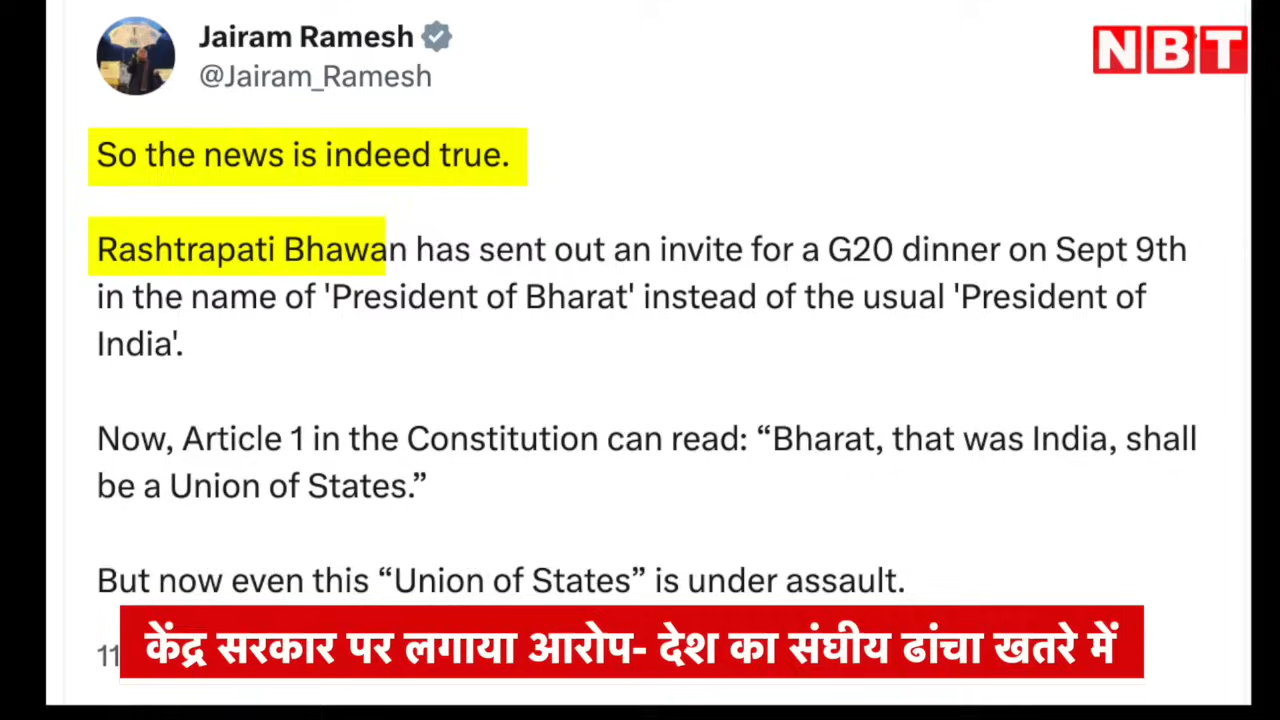 Jairam Ramesh
NBT
@Jairam_Ramesh
So the news is indeed true.
Rashtrapati Bhawan has sent out an invite for a G20 dinner on Sept 9th
in the name of 'President of Bharat' instead of the usual 'President of
India'.
Now, Article 1 in the Constitution can read: “Bharat, that was India, shall
be a Union of States.”
But now even this “Union of States” is under assault.
11
केंद्र सरकार पर लगाया आरोप- देश का संघीय ढांचा खतरे में